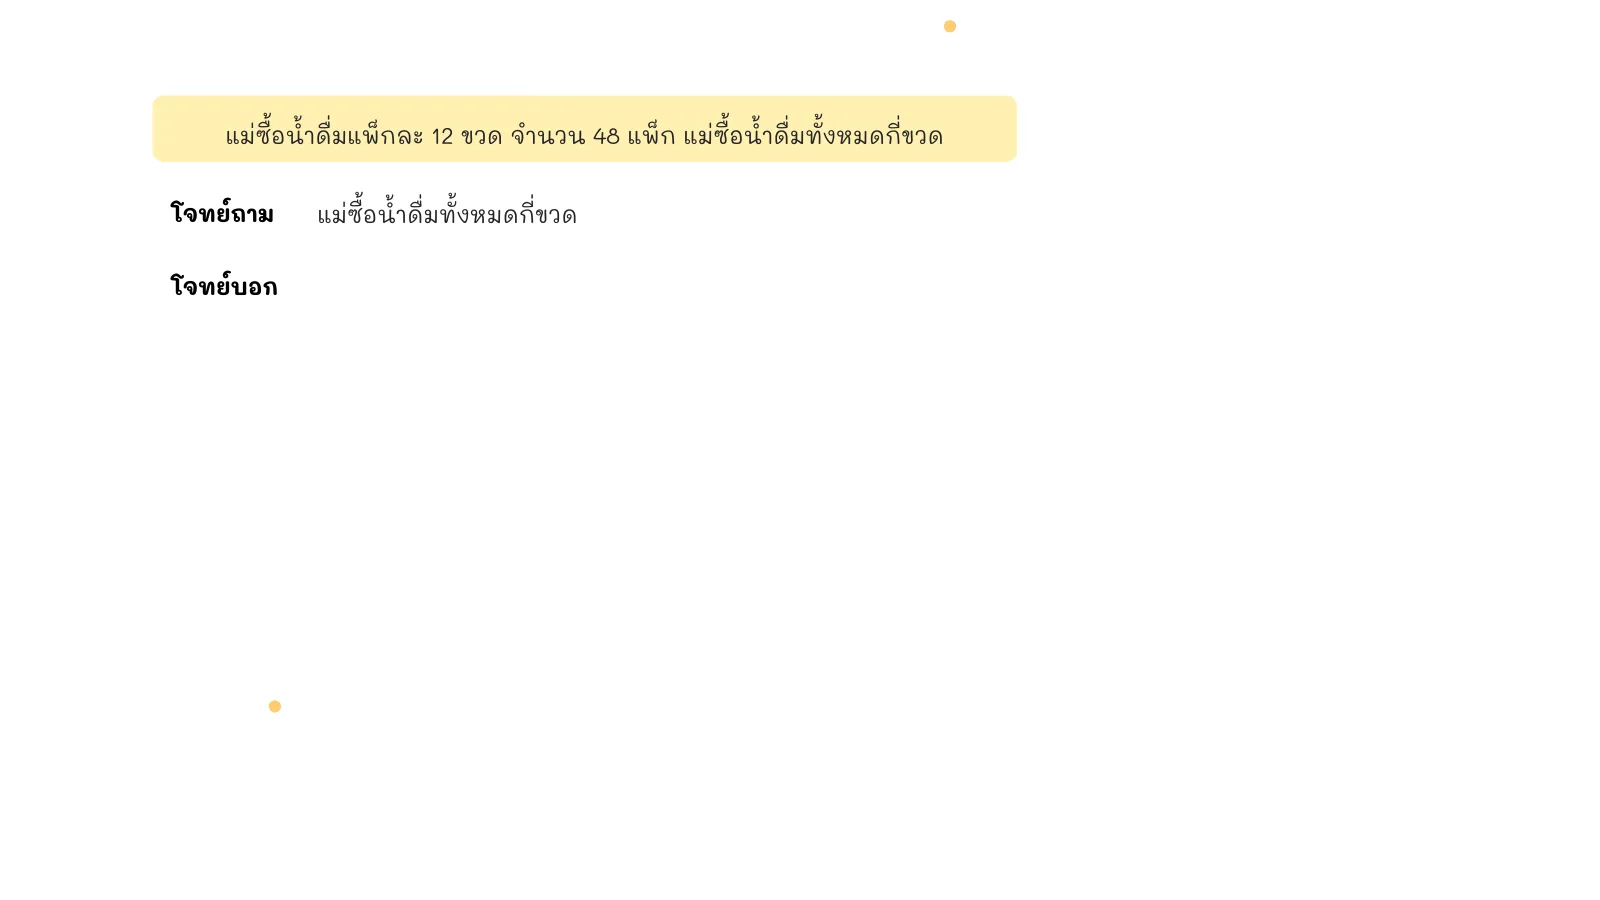 แม่ซื้อน้ำดื่มแพ็กละ 12 ขวด จำนวน 48 แพ็ก แม่ซื้อน้ำดื่มทั้งหมดกี่ขวด
โจทย์ถาม แม่ซื้อน้ำดื่มทั้งหมดกี่ขวด
โจทย์บอก